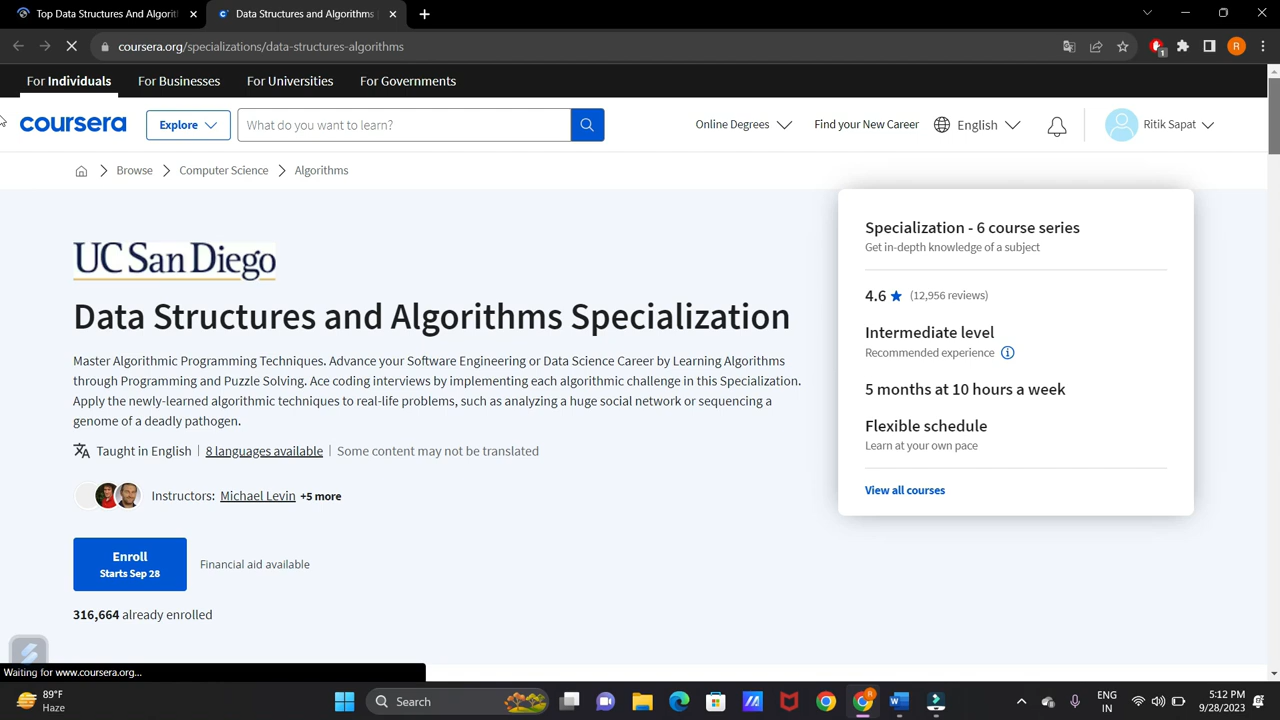 Top Data Structures And Algorit
Data Structures and Algorithms
coursera.org/specializations/data-structures-algorithms
1
R
For Individuals
For Businesses
For Universities
For Governments
coursera
Explore
What do you want to learn?
Online Degrees
Find your New Career
English
Ritik Sapat
Browse
Computer Science
Algorithms
UC San Diego
Data Structures and Algorithms Specialization
Master Algorithmic Programming Techniques. Advance your Software Engineering or Data Science Career by Learning Algorithms
through Programming and Puzzle Solving. Ace coding interviews by implementing each algorithmic challenge in this Specialization.
Apply the newly-learned algorithmic techniques to real-life problems, such as analyzing a huge social network or sequencing a
genome of a deadly pathogen.
Taught in English | 8 languages available | Some content may not be translated
Instructors: Michael Levin +5 more
Enroll
Starts Sep 28
Financial aid available
316,664 already enrolled
Specialization - 6 course series
Get in-depth knowledge of a subject
4.6 (12,956 reviews)
Intermediate level
Recommended experience
5 months at 10 hours a week
Flexible schedule
Learn at your own pace
View all courses
Waiting for www.coursera.org...
89°F
Haze
Search
ENG
IN
5:12 PM
9/28/2023